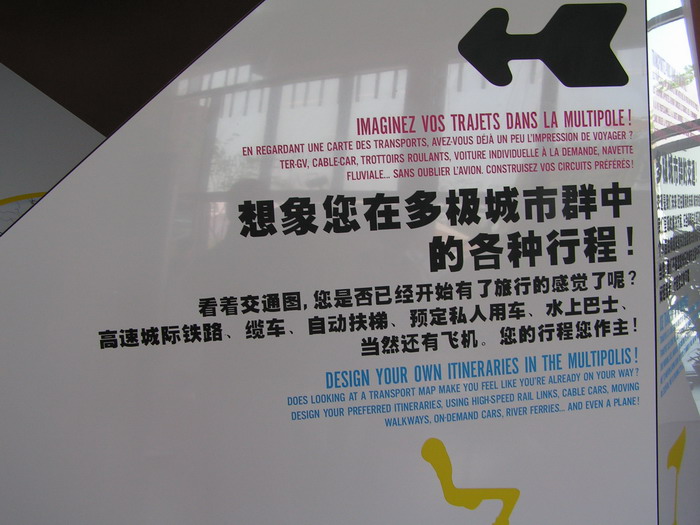 IMAGINEZ VOS TRAJETS DANS LA MULTIPOLE !
EN REGARDANT UNE CARTE DES TRANSPORTS, AVEZ-VOUS DÉJÀ UN PEU L'IMPRESSION DE VOYAGER ?
TER-GV, CABLE-CAR, TROTTOIRS ROULANTS, VOITURE INDIVIDUELLE À LA DEMANDE, NAVETTE
FLUVIALE... SANS OUBLIER L'AVION. CONSTRUISEZ VOS CIRCUITS PRÉFÉRÉS!
想象您在多极城市群中
的各种行程！
看着交通图, 您是否已经开始有了旅行的感觉了呢？
高速城际铁路、缆车、自动扶梯、预定私人用车、水上巴士、
当然还有飞机。您的行程您作主！
DESIGN YOUR OWN ITINERARIES IN THE MULTIPOLIS !
DOES LOOKING AT A TRANSPORT MAP MAKE YOU FEEL LIKE YOU'RE ALREADY ON YOUR WAY?
DESIGN YOUR PREFERRED ITINERARIES, USING HIGH-SPEED RAIL LINKS, CABLE CARS, MOVING
WALKWAYS, ON-DEMAND CARS, RIVER FERRIES... AND EVEN A PLANE!